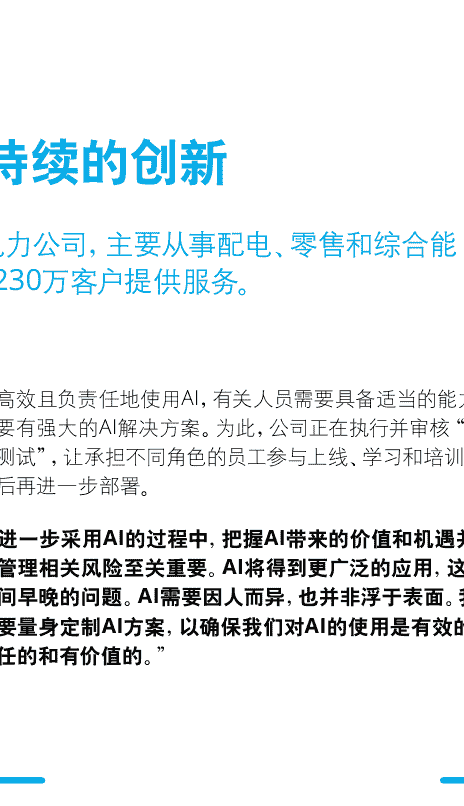 持续的创新
力公司，主要从事配电、零售和综合能
230万客户提供服务。
高效且负责任地使用AI，有关人员需要具备适当的能力
要有强大的AI解决方案。为此，公司正在执行并审核“
测试”，让承担不同角色的员工参与上线、学习和培训
后再进一步部署。
进一步采用AI的过程中，把握AI带来的价值和机遇并
管理相关风险至关重要。AI将得到更广泛的应用，这
间早晚的问题。AI需要因人而异，也并非浮于表面。我
要量身定制AI方案，以确保我们对AI的使用是有效的
任的和有价值的。”